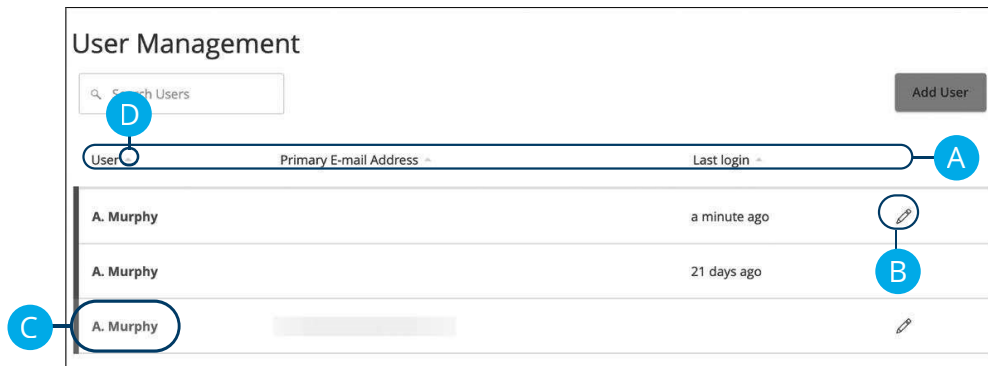 User Management
Search Users
Add User
D
User
Primary E-mail Address
Last login
A
A. Murphy
a minute ago
A. Murphy
21 days ago
B
C
A. Murphy